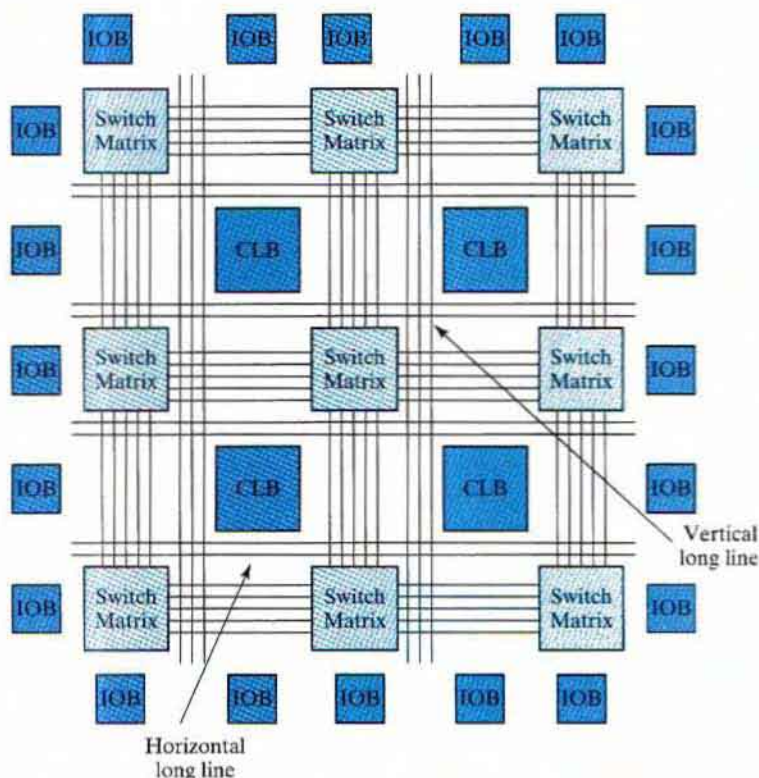 IOB IOB IOB IOB IOB
IOB Switch Matrix Switch Matrix Switch Matrix IOB
IOB CLB CLB IOB
IOB Switch Matrix Switch Matrix Switch Matrix IOB
IOB CLB CLB IOB
Vertical
long line
IOB Switch Matrix Switch Matrix Switch Matrix IOB
IOB IOB IOB IOB IOB
Horizontal
long line